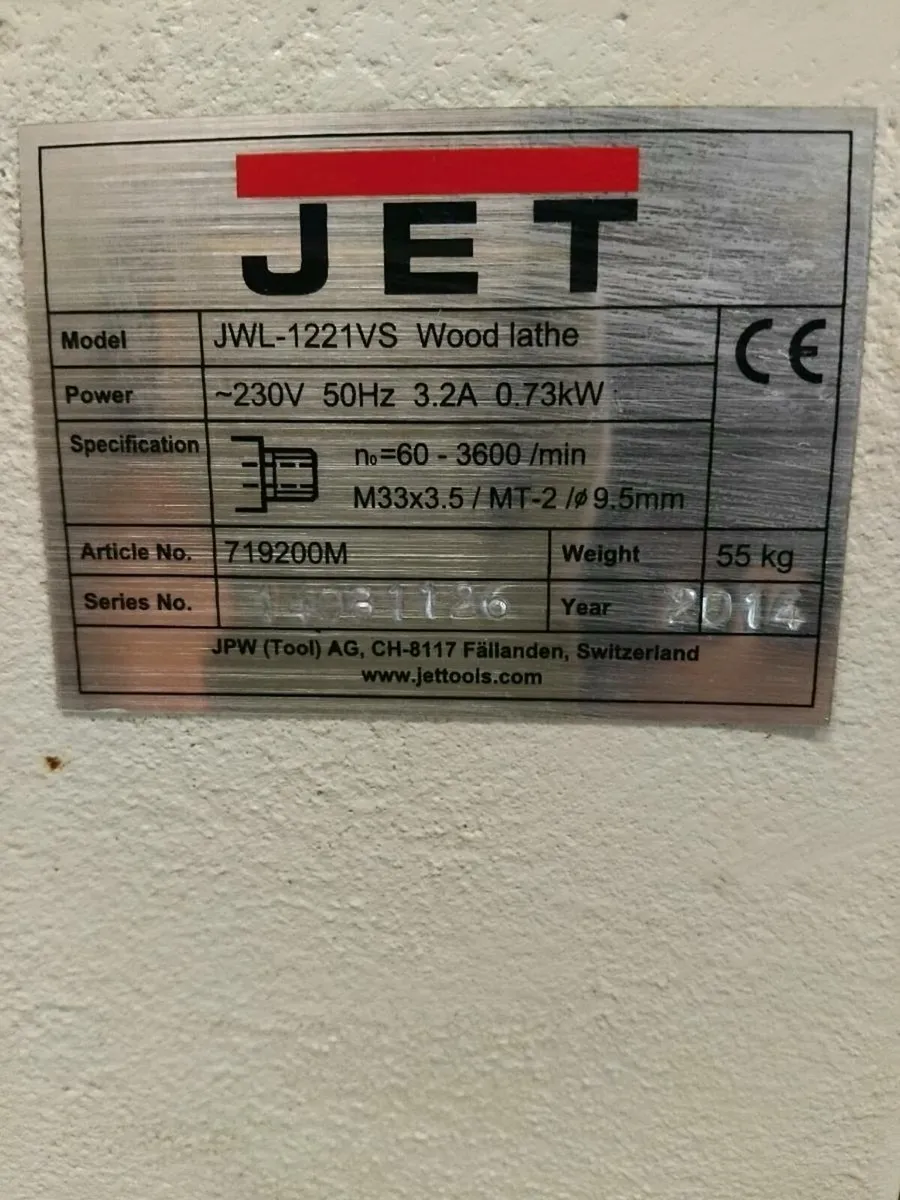 JET
Model JWL-1221VS Wood lathe
CE
Power ~230V 50Hz 3.2A 0.73kW
Specification n₀=60 - 3600 /min
M33x3.5 / MT-2 /ø 9.5mm
Article No. 719200M Weight 55 kg
Series No. Year 2014
JPW (Tool) AG, CH-8117 Fällanden, Switzerland
www.jettools.com